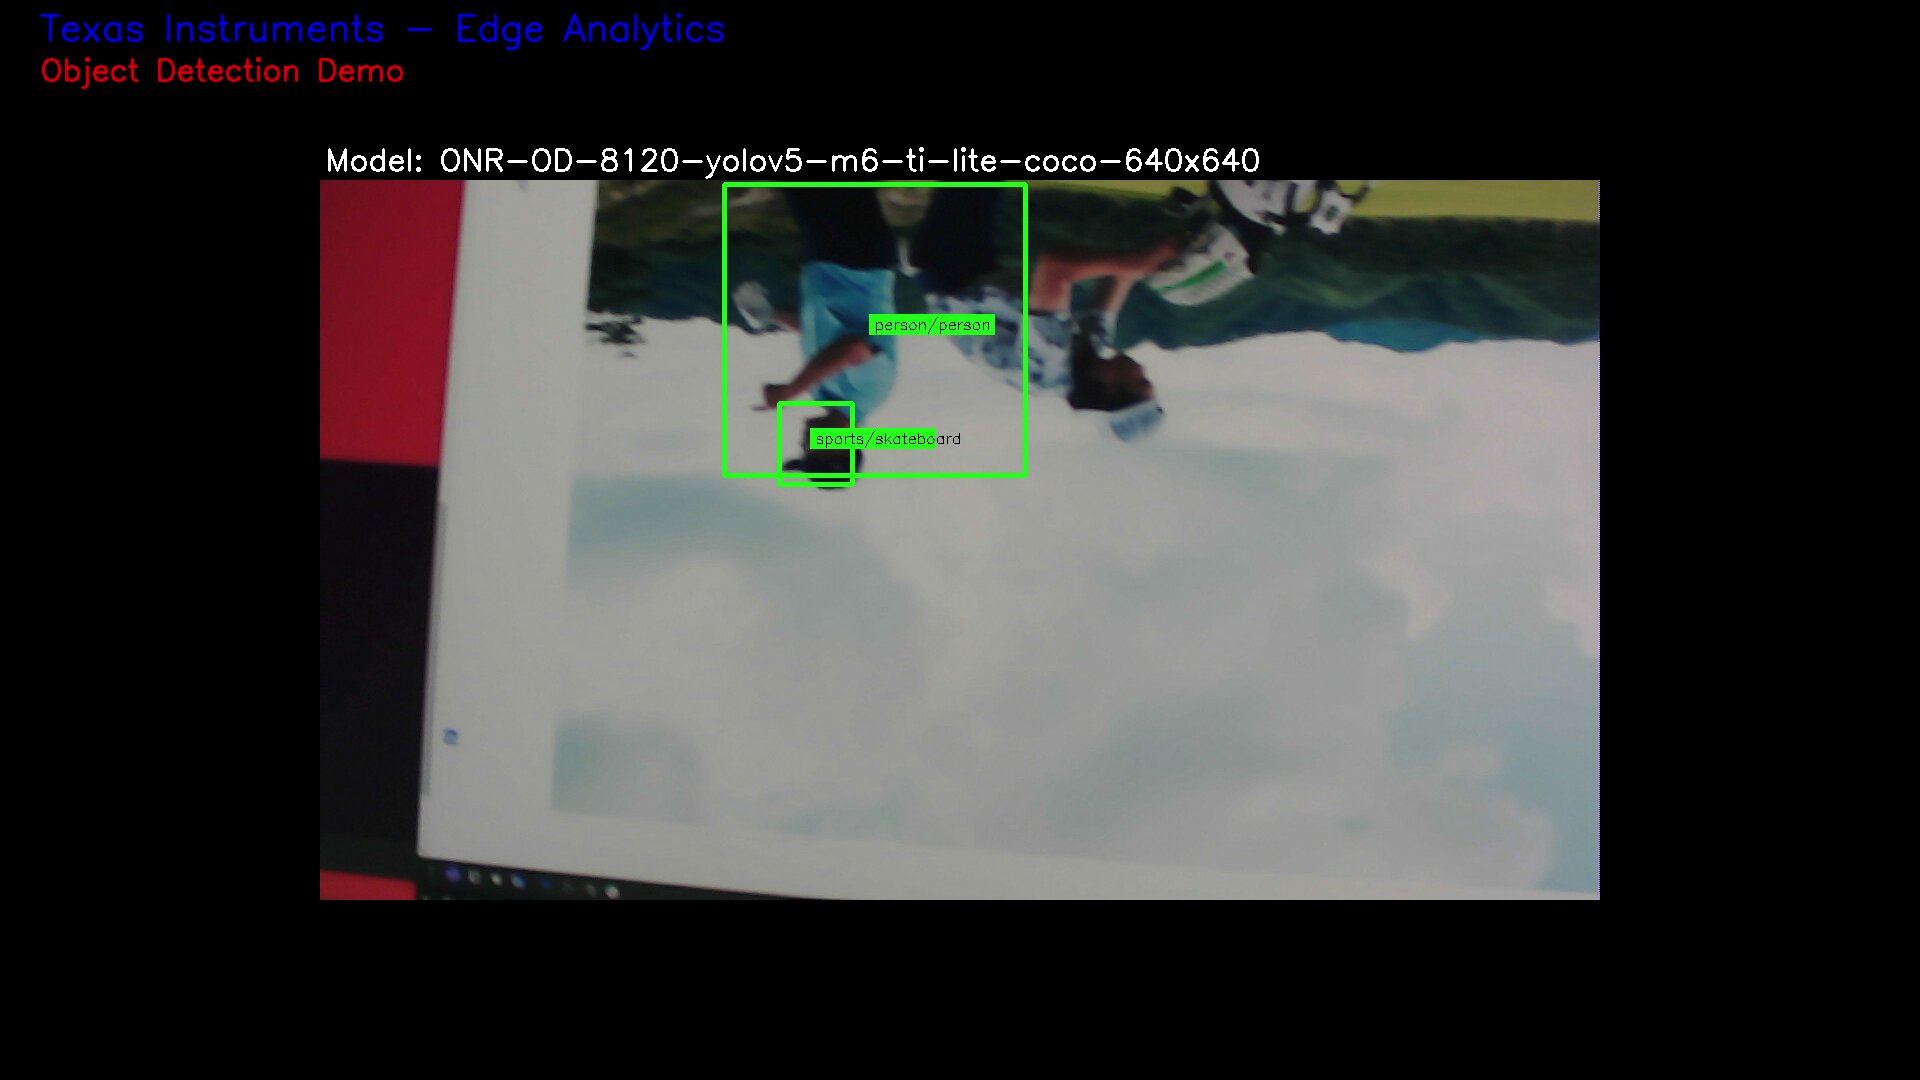 Texas Instruments - Edge Analytics
Object Detection Demo
Model: ONR-OD-8120-yolov5-m6-ti-lite-coco-640x640
person/person
sports/skateboard